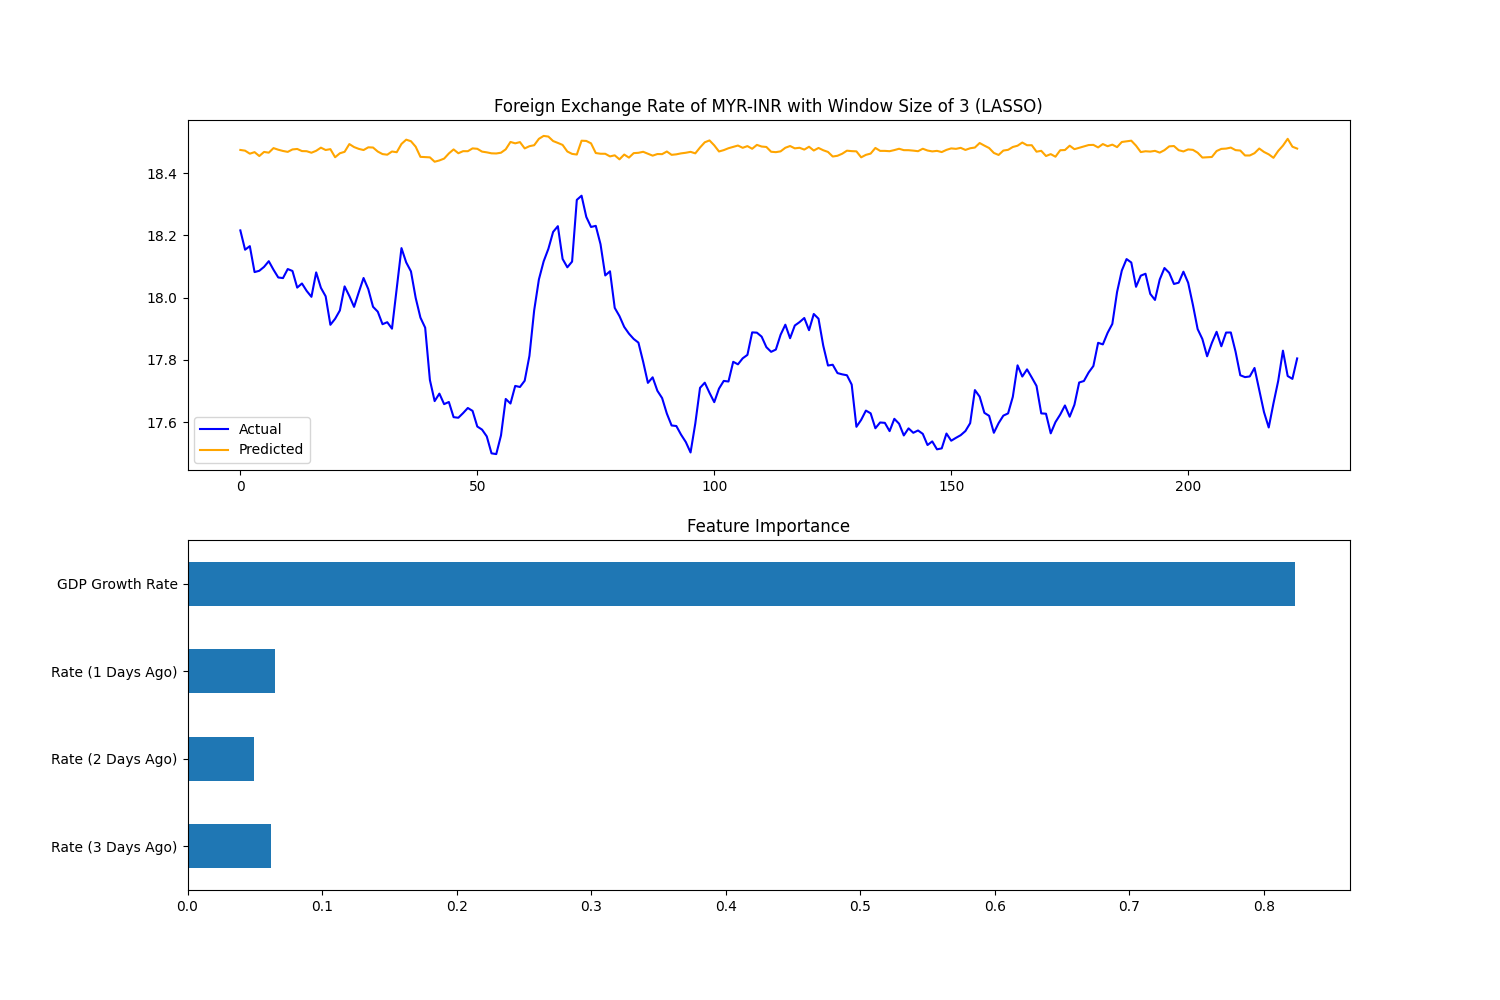 Foreign Exchange Rate of MYR-INR with Window Size of 3 (LASSO)
18.4
18.2
18.0
17.8
17.6
Actual
Predicted
0 50 100 150 200
Feature Importance
GDP Growth Rate
Rate (1 Days Ago)
Rate (2 Days Ago)
Rate (3 Days Ago)
0.0 0.1 0.2 0.3 0.4 0.5 0.6 0.7 0.8